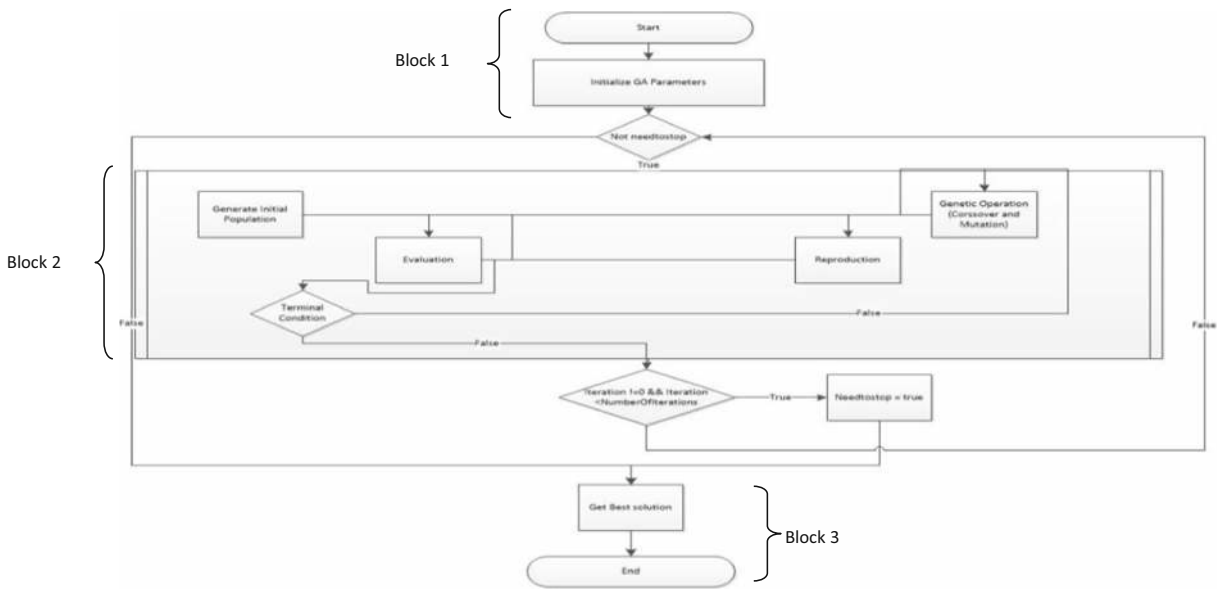 Start
Block 1
Initialize GA Parameters
Not needtostop
True
Block 2
Generate Initial
Population
Genetic Operation
(Corssover and
Mutation)
Evaluation
Reproduction
Terminal
Condition
False
False
False
False
Iteration !=0 && Iteration
<NumberOfIterations
True
Needtostop = true
Get Best solution
Block 3
End